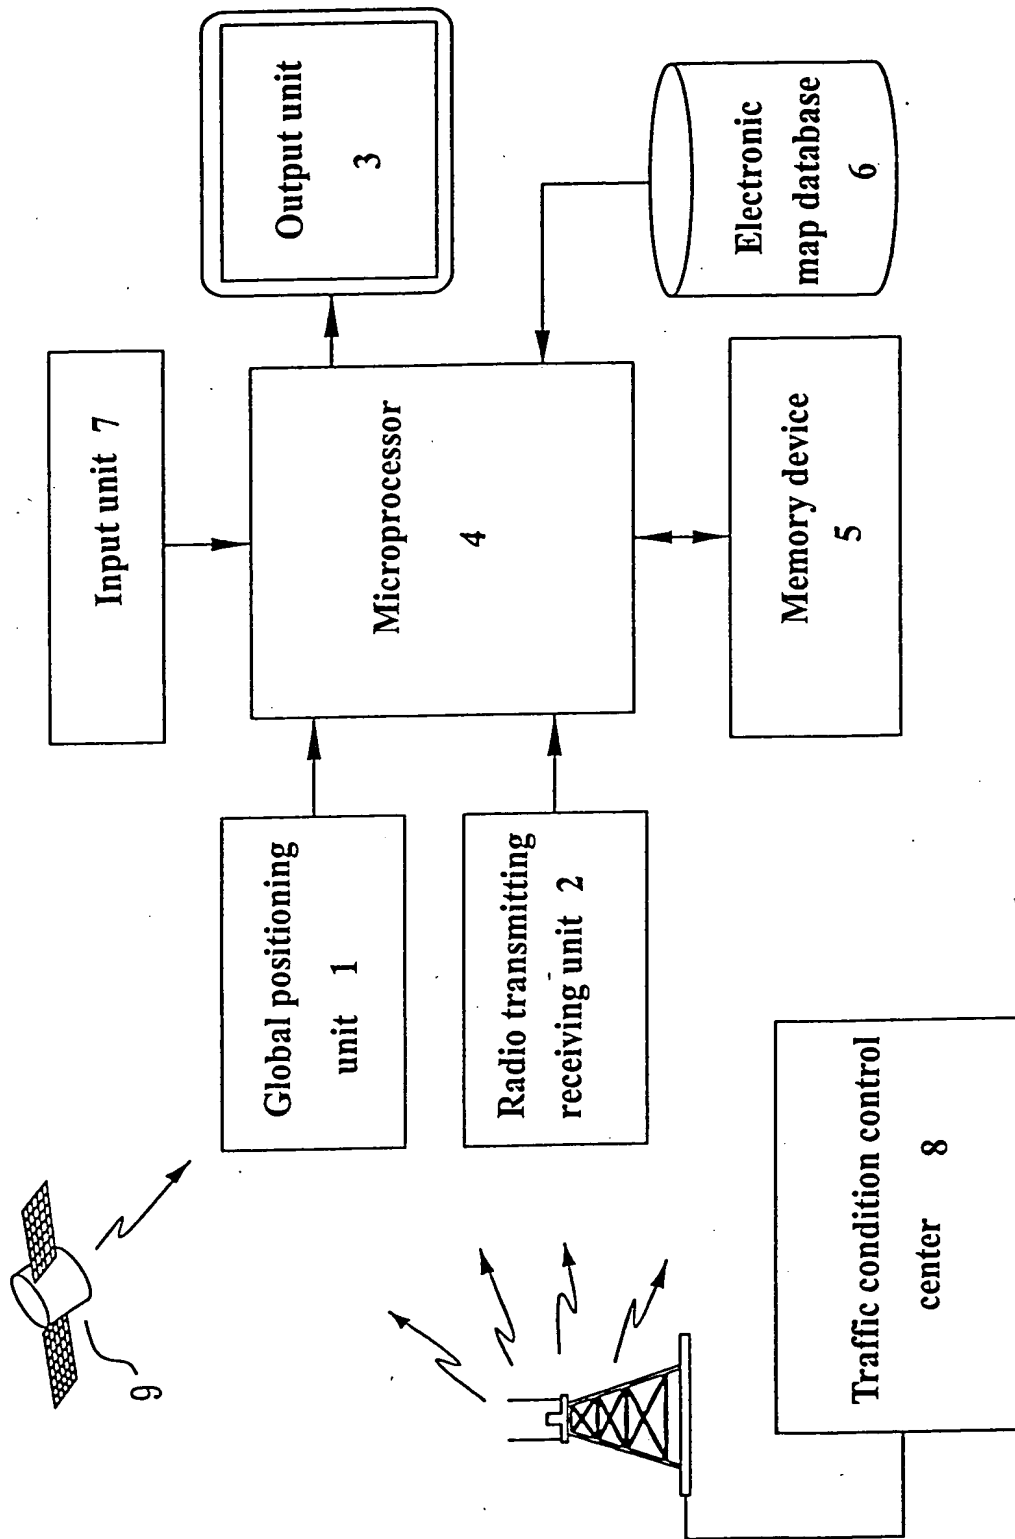 Input unit 7
Output unit
3
Global positioning
unit 1
Microprocessor
4
Radio transmitting
receiving unit 2
Electronic
map database
6
Memory device
5
9
Traffic condition control
center 8